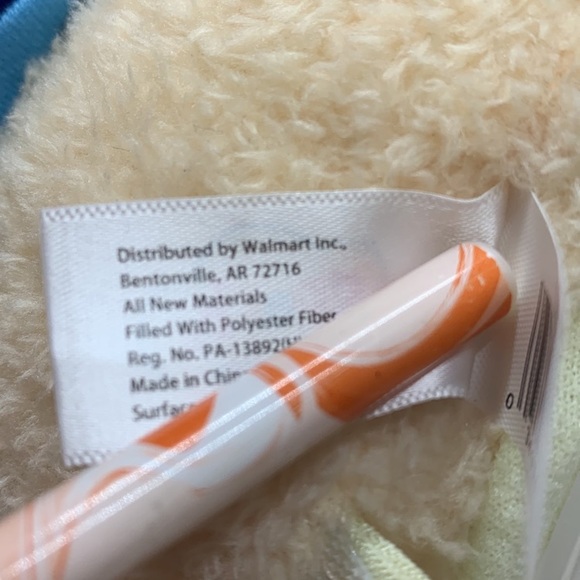 Distributed by Walmart Inc.,
Bentonville, AR 72716
All New Materials
Filled With Polyester Fiber
Reg. No. PA-13892(
Made in
0